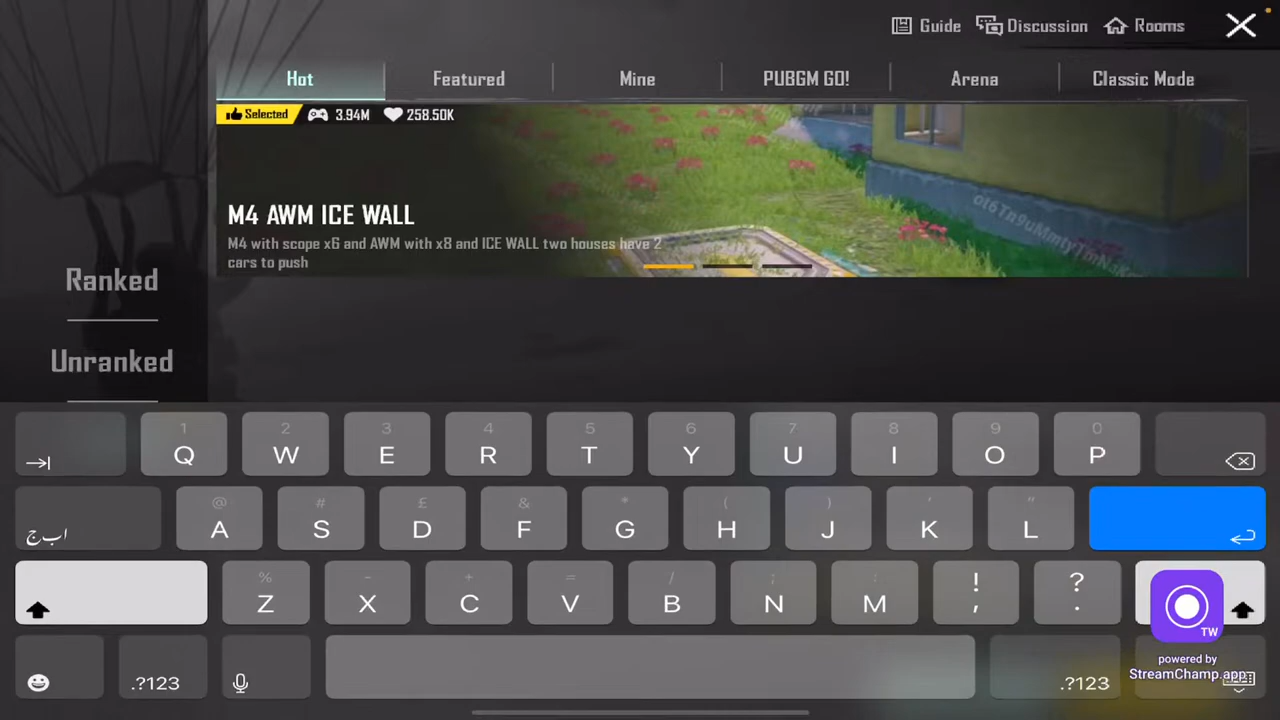 Guide Discussion Rooms
Hot Featured Mine PUBGM GO! Arena Classic Mode
Selected 3.94M 258.50K
M4 AWM ICE WALL
M4 with scope x6 and AWM with x8 and ICE WALL two houses have 2
cars to push
Ranked
Unranked
1 2 3 4 5 6 7 8 9 0
Q W E R T Y U I O P
@ # £ & * ( ) ' "
ا ب ج A S D F G H J K L
% - + = / ; : ! ?
Z X C V B N M , .
TW
powered by
StreamChamp.app
.?123 .?123